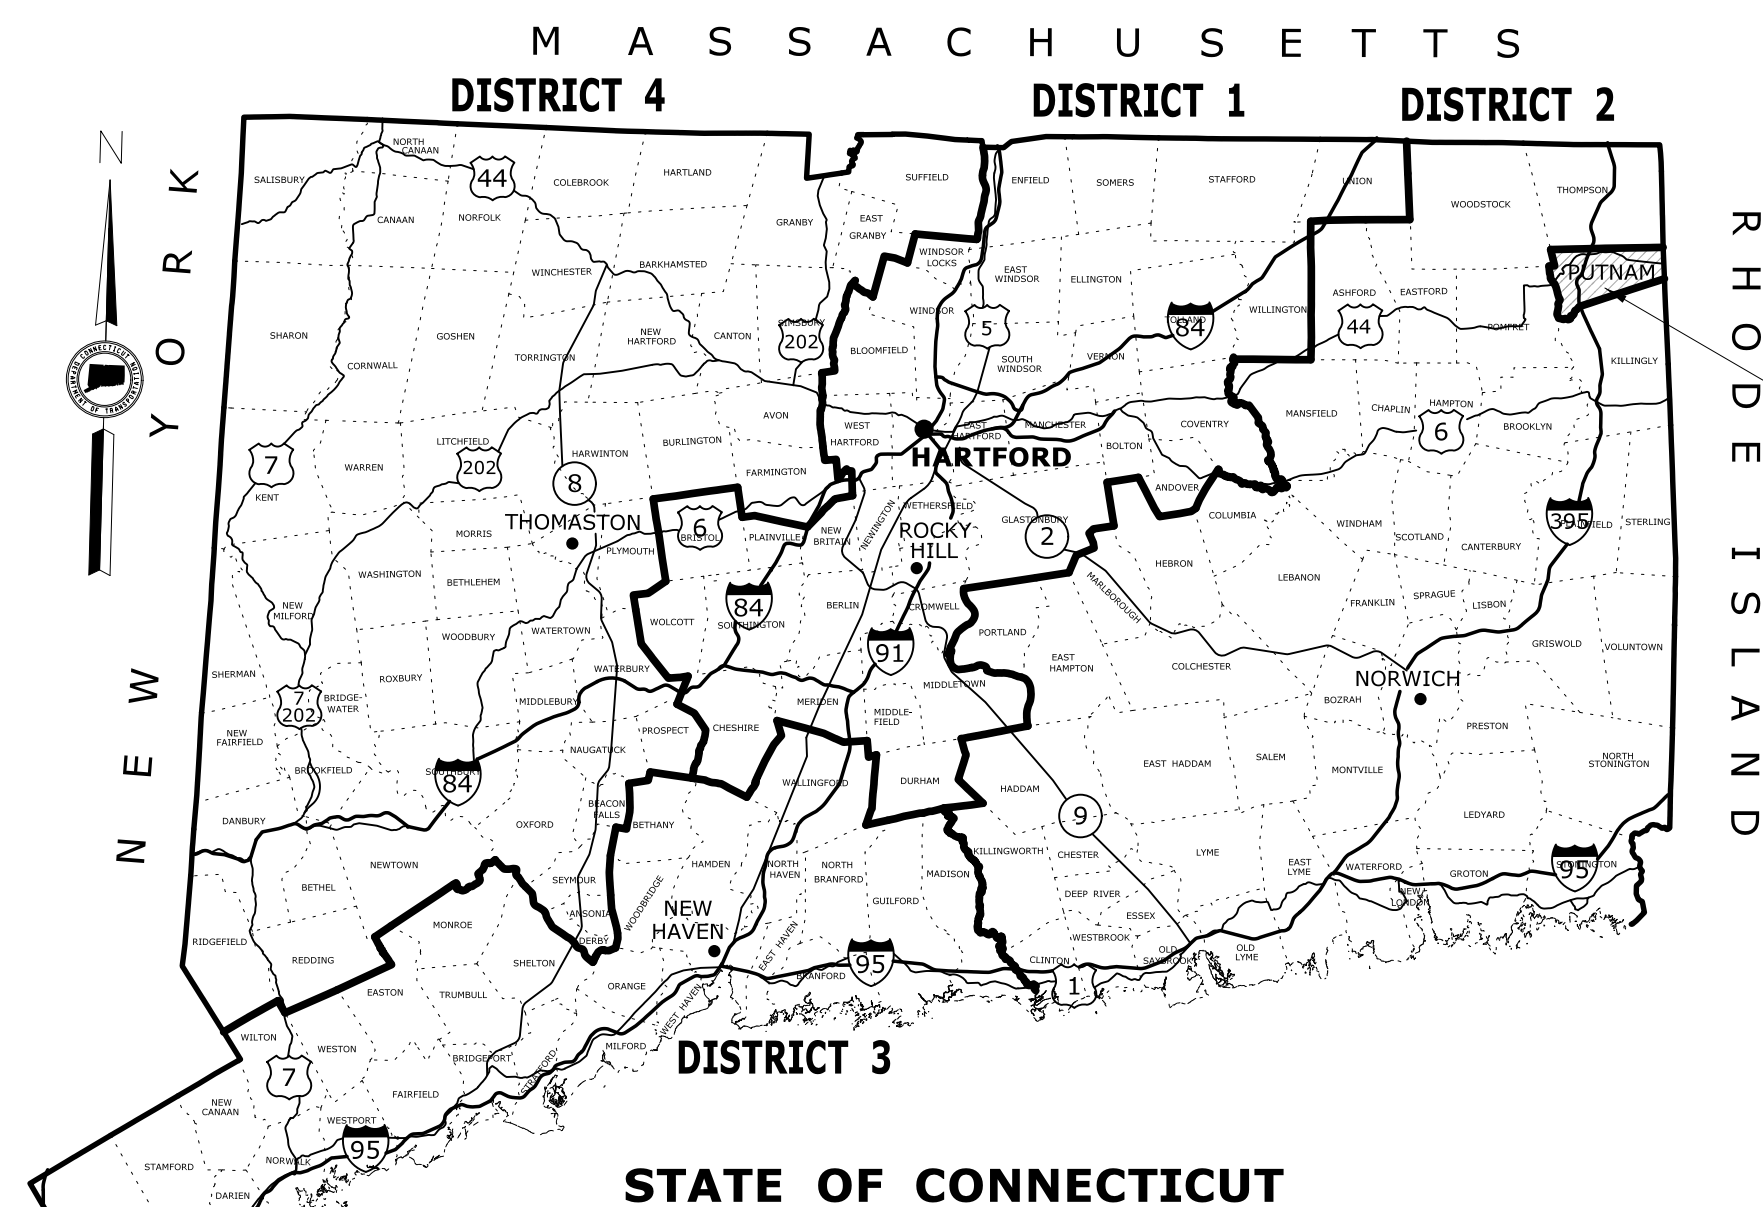 M A S S A C H U S E T T S
DISTRICT 4
DISTRICT 1
DISTRICT 2
N
NEW YORK
RHODE ISLAND
CONNECTICUT
DEPARTMENT OF TRANSPORTATION
NORTH
CANAAN
SALISBURY
44
COLEBROOK
HARTLAND
SUFFIELD
ENFIELD
SOMERS
STAFFORD
UNION
WOODSTOCK
THOMPSON
CANAAN
NORFOLK
GRANBY
EAST
GRANBY
WINDSOR
LOCKS
EAST
WINDSOR
ELLINGTON
WINCHESTER
BARKHAMSTED
PUTNAM
ASHFORD
EASTFORD
WILLINGTON
TOLLAND
84
44
POMFRET
SHARON
GOSHEN
NEW
HARTFORD
CANTON
SIMSBURY
202
WINDSOR
5
BLOOMFIELD
SOUTH
WINDSOR
VERNON
KILLINGLY
CORNWALL
TORRINGTON
AVON
WEST
HARTFORD
EAST
HARTFORD
MANCHESTER
COVENTRY
MANSFIELD
CHAPLIN
HAMPTON
6
BROOKLYN
LITCHFIELD
202
BURLINGTON
HARWINTON
FARMINGTON
HARTFORD
BOLTON
7
KENT
WARREN
8
ANDOVER
COLUMBIA
WINDHAM
SCOTLAND
CANTERBURY
395
PLAINFIELD
STERLING
THOMASTON
MORRIS
PLYMOUTH
6
BRISTOL
PLAINVILLE
NEW
BRITAIN
NEWINGTON
WETHERSFIELD
ROCKY
HILL
GLASTONBURY
2
HEBRON
LEBANON
WASHINGTON
BETHLEHEM
NEW
MILFORD
WOLCOTT
84
SOUTHINGTON
BERLIN
CROMWELL
MARLBOROUGH
FRANKLIN
SPRAGUE
LISBON
WOODBURY
WATERTOWN
91
PORTLAND
EAST
HAMPTON
COLCHESTER
GRISWOLD
VOLUNTOWN
SHERMAN
ROXBURY
WATERBURY
MIDDLETOWN
NORWICH
BOZRAH
7
202
BRIDGE-
WATER
MIDDLEBURY
PROSPECT
CHESHIRE
MERIDEN
MIDDLE-
FIELD
PRESTON
NEW
FAIRFIELD
NAUGATUCK
BROOKFIELD
SOUTHBURY
84
WALLINGFORD
DURHAM
HADDAM
EAST HADDAM
SALEM
MONTVILLE
NORTH
STONINGTON
DANBURY
OXFORD
BEACON
FALLS
BETHANY
9
LEDYARD
NEWTOWN
BETHEL
SEYMOUR
HAMDEN
NORTH
HAVEN
NORTH
BRANFORD
MADISON
KILLINGWORTH
CHESTER
LYME
EAST
LYME
WATERFORD
GROTON
95
STONINGTON
NEW
LONDON
DEEP RIVER
ESSEX
MONROE
ANSONIA
WOODBRIDGE
NEW
HAVEN
GUILFORD
RIDGEFIELD
REDDING
DERBY
SHELTON
EAST HAVEN
95
BRANFORD
CLINTON
WESTBROOK
OLD
SAYBROOK
OLD
LYME
1
EASTON
TRUMBULL
ORANGE
WEST HAVEN
WILTON
WESTON
BRIDGEPORT
STRATFORD
MILFORD
DISTRICT 3
7
FAIRFIELD
NEW
CANAAN
WESTPORT
95
STAMFORD
NORWALK
DARIEN
STATE OF CONNECTICUT